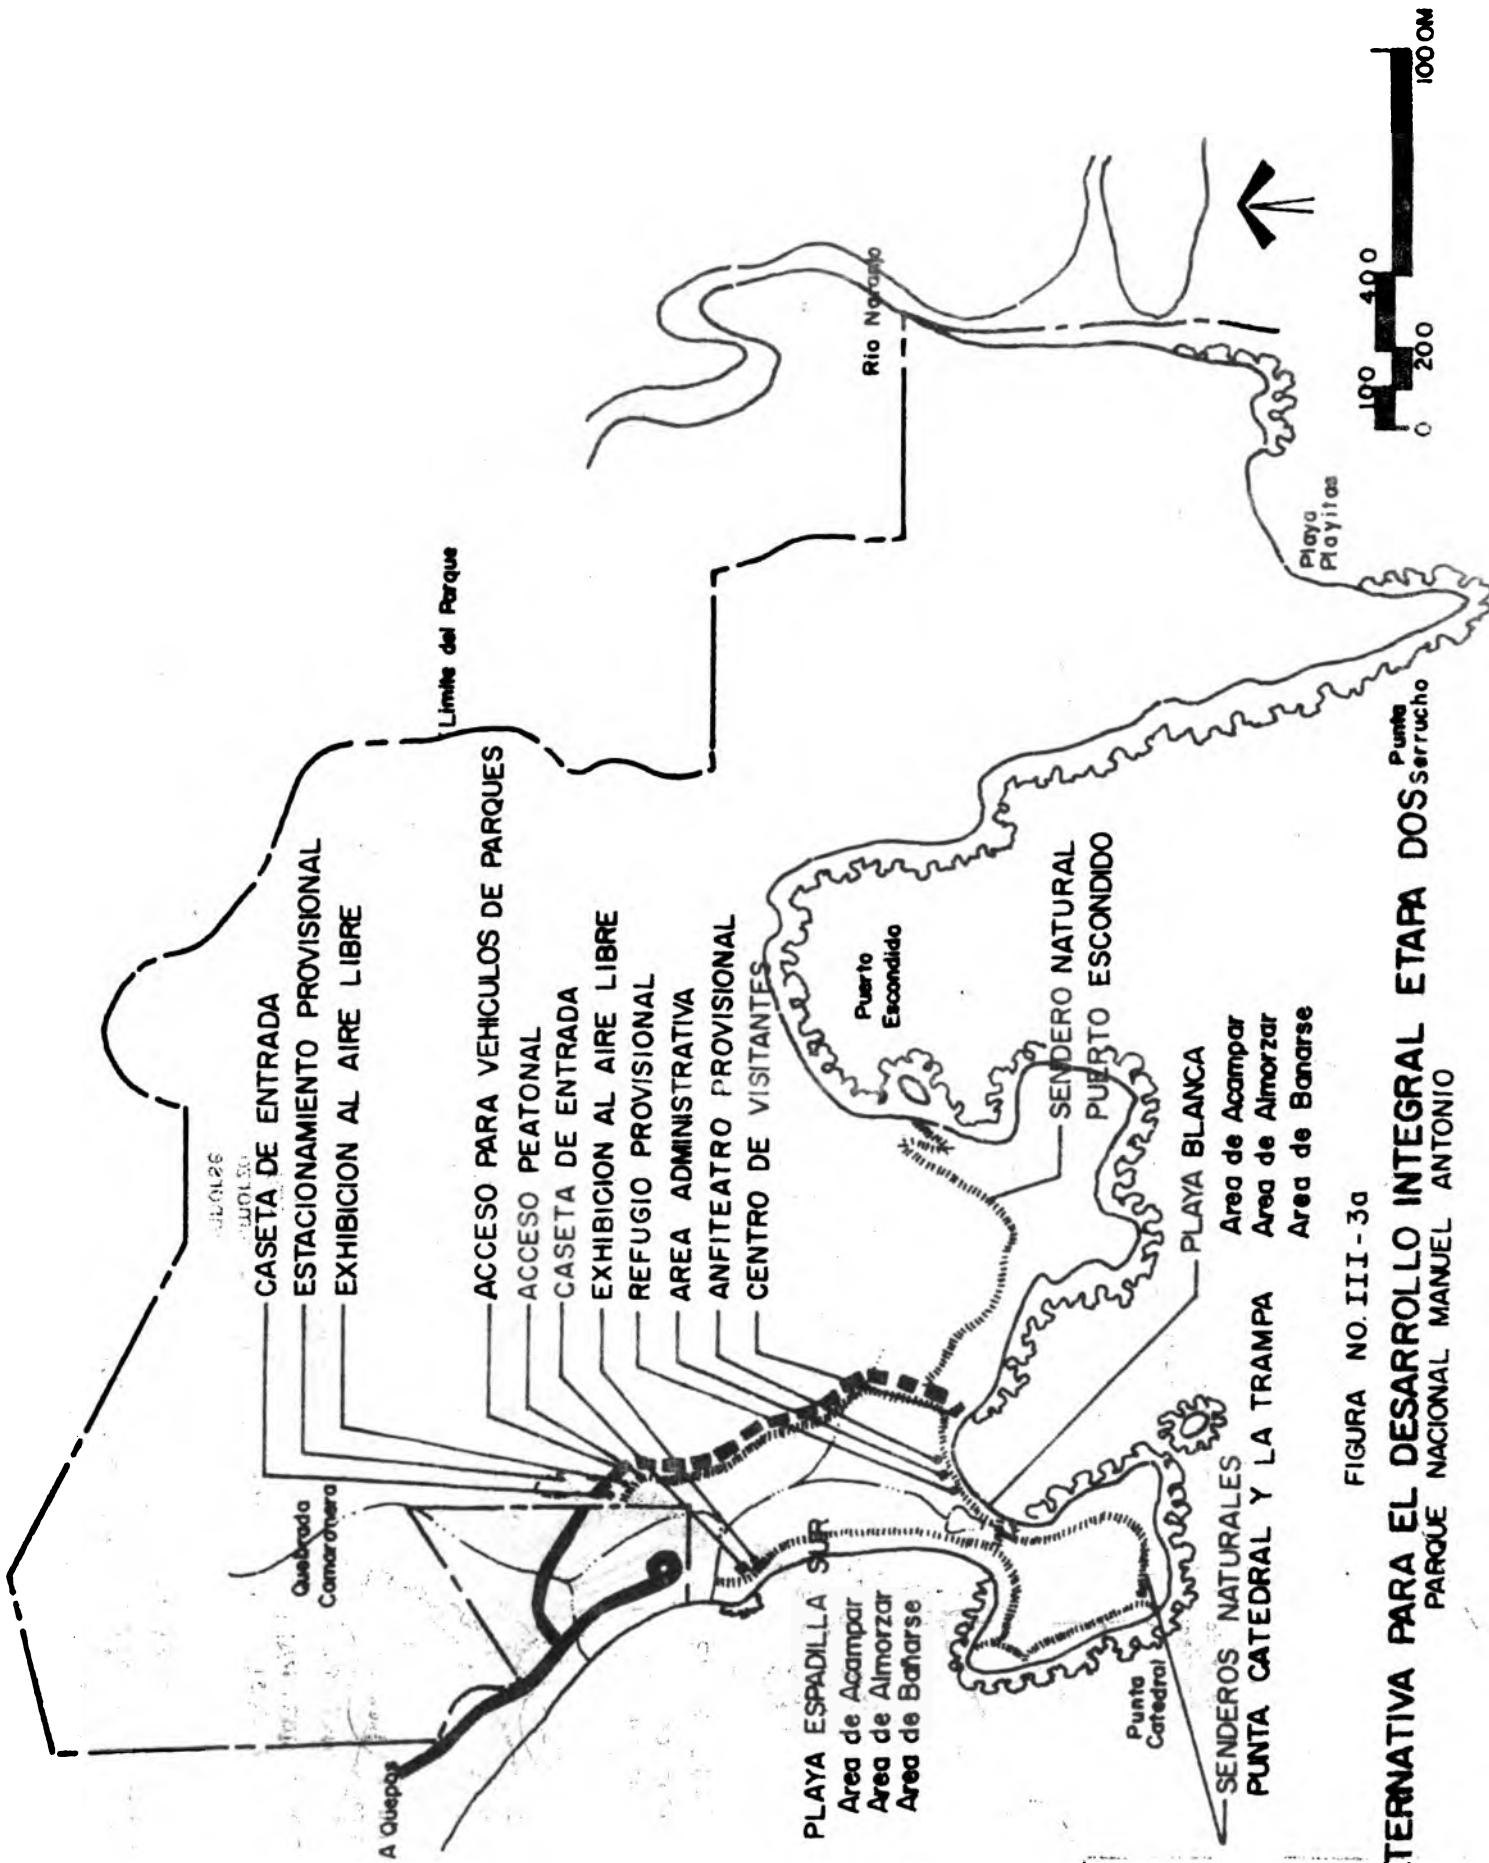 CASETA DE ENTRADA
ESTACIONAMIENTO PROVISIONAL
EXHIBICION AL AIRE LIBRE
Limite del Parque
ACCESO PARA VEHICULOS DE PARQUES
ACCESO PEATONAL
CASETA DE ENTRADA
EXHIBICION AL AIRE LIBRE
REFUGIO PROVISIONAL
AREA ADMINISTRATIVA
ANFITEATRO PROVISIONAL
CENTRO DE VISITANTES
Quebrada
Camaronera
A Quepos
Rio Naranjo
PLAYA ESPADILLA SUR
Area de Acampar
Area de Almorzar
Area de Bañarse
Puerto
Escondido
SENDERO NATURAL
PUERTO ESCONDIDO
PLAYA BLANCA
Area de Acampar
Area de Almorzar
Area de Banarse
Punta
Catedral
SENDEROS NATURALES
PUNTA CATEDRAL Y LA TRAMPA
Playa
Playitas
Punta
Serrucho
100 400
0 200 1000M
FIGURA NO. III-3a
TERNATIVA PARA EL DESARROLLO INTEGRAL ETAPA DOS
PARQUE NACIONAL MANUEL ANTONIO